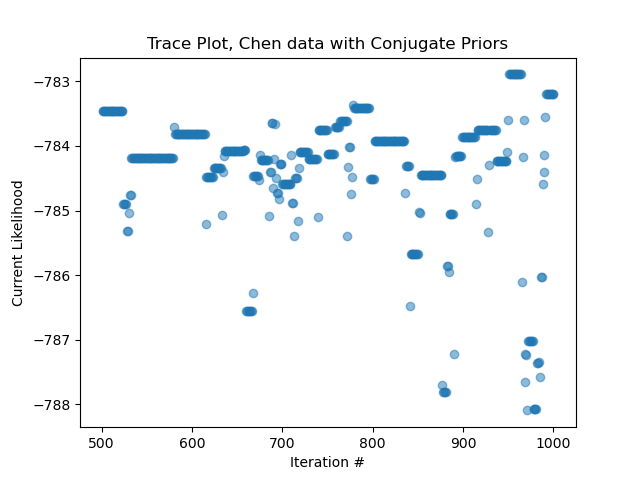 Trace Plot, Chen data with Conjugate Priors
−783
−784
−785
−786
−787
−788
Current Likelihood
500 600 700 800 900 1000
Iteration #